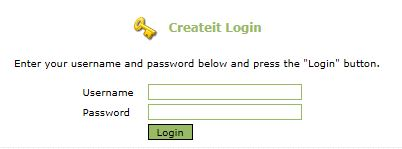 Createit Login
Enter your username and password below and press the "Login" button.
Username
Password
Login